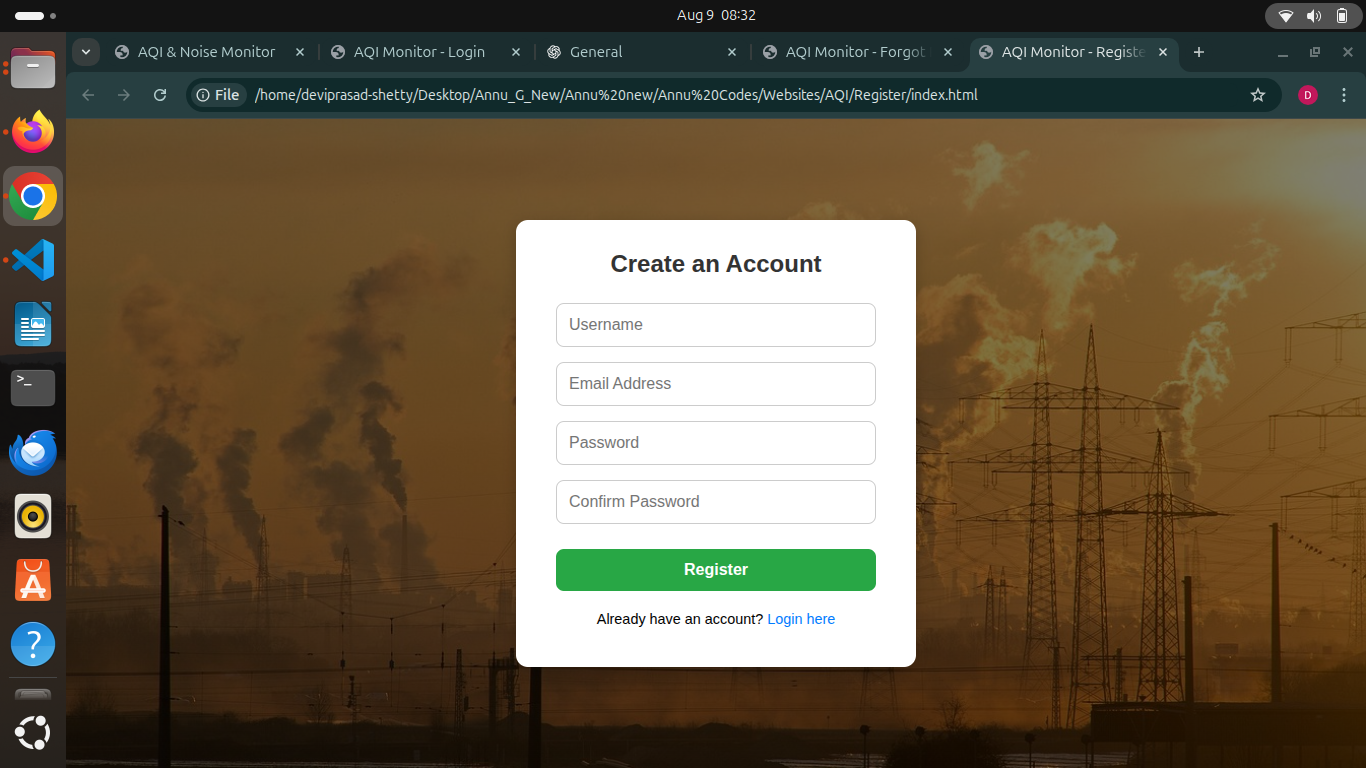 Aug 9 08:32
AQI & Noise Monitor
AQI Monitor - Login
General
AQI Monitor - Forgot
AQI Monitor - Registe
File
/home/deviprasad-shetty/Desktop/Annu_G_New/Annu%20new/Annu%20Codes/Websites/AQI/Register/index.html
D
Create an Account
Username
Email Address
Password
Confirm Password
Register
Already have an account? Login here
>_
?